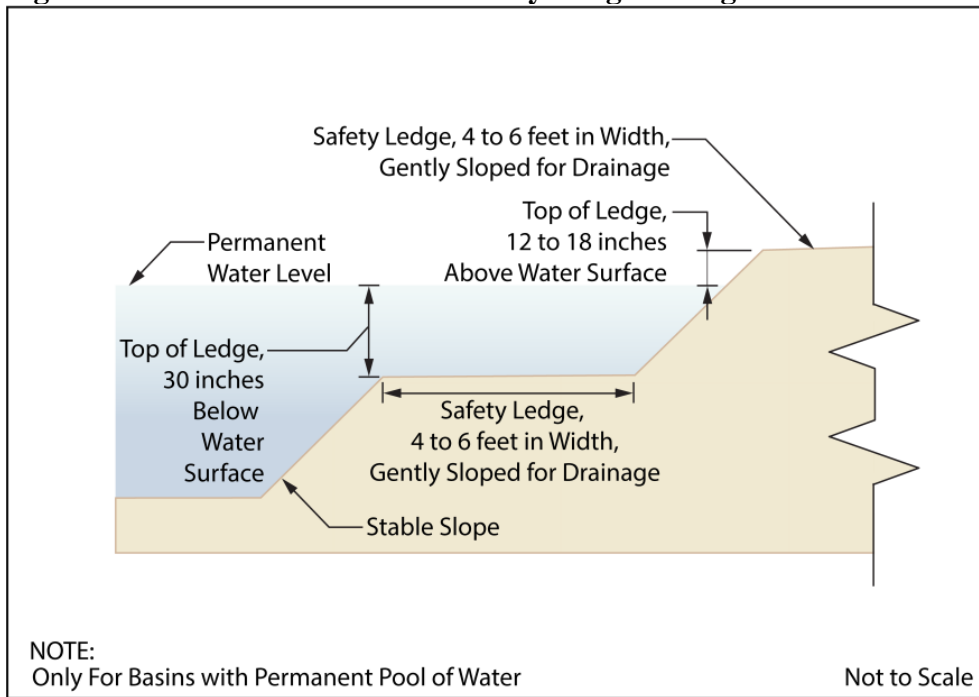 Safety Ledge, 4 to 6 feet in Width,
Gently Sloped for Drainage
Top of Ledge,
12 to 18 inches
Above Water Surface
Permanent
Water Level
Top of Ledge,
30 inches
Below
Water
Surface
Safety Ledge,
4 to 6 feet in Width,
Gently Sloped for Drainage
Stable Slope
NOTE:
Only For Basins with Permanent Pool of Water
Not to Scale